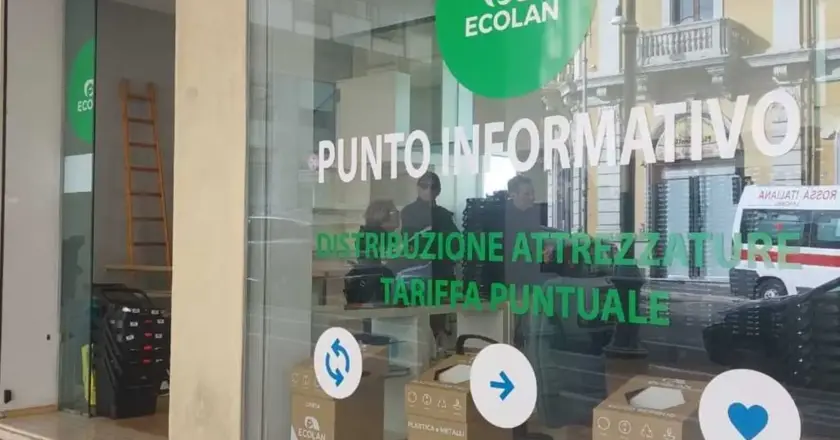 ECOLAN
ECOLAN
PUNTO INFORMATIVO
ROSSA ITALIANA
DISTRIBUZIONE ATTREZZATURE
TARIFFA PUNTUALE
ECOLAN
PLASTICA e METALLI